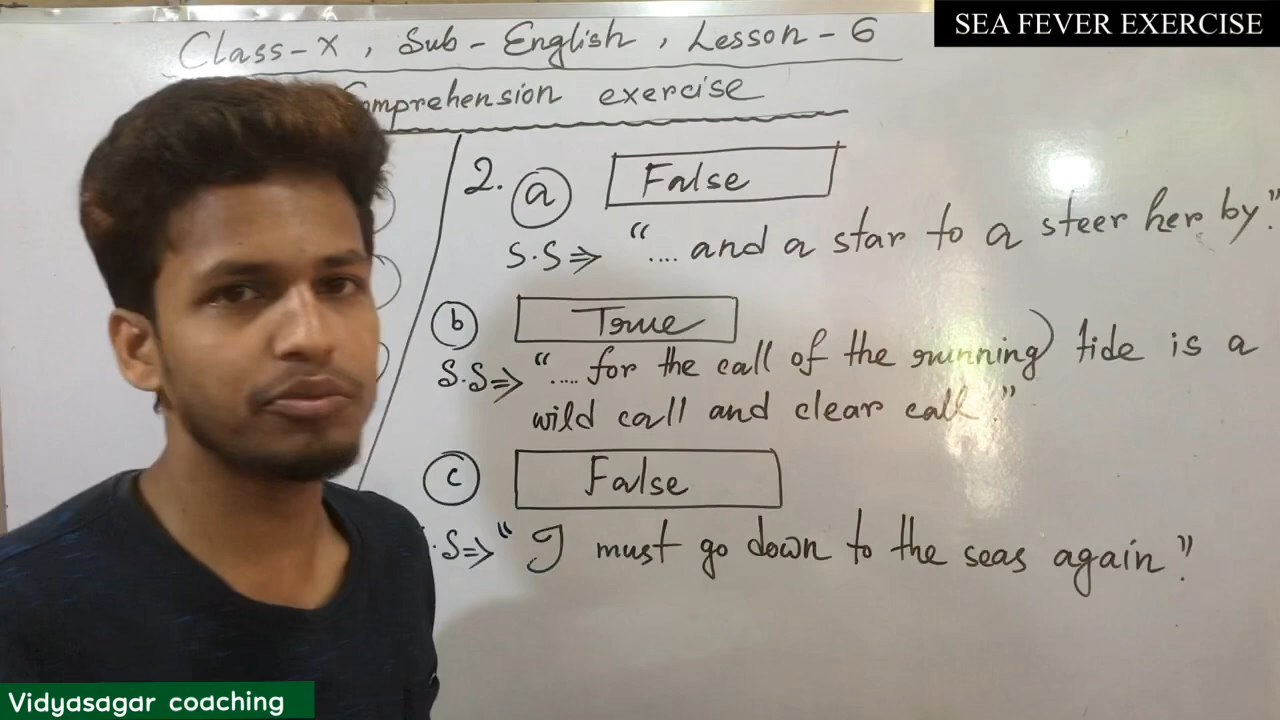 SEA FEVER EXERCISE
Class-X, Sub-English, Lesson-6
Comprehension exercise
2. a False
S.S⇒ "....and a star to a steer her by."
b True
S.S⇒ "....for the call of the running tide is a
wild call and clear call."
c False
.S⇒ "I must go down to the seas again"
Vidyasagar coaching